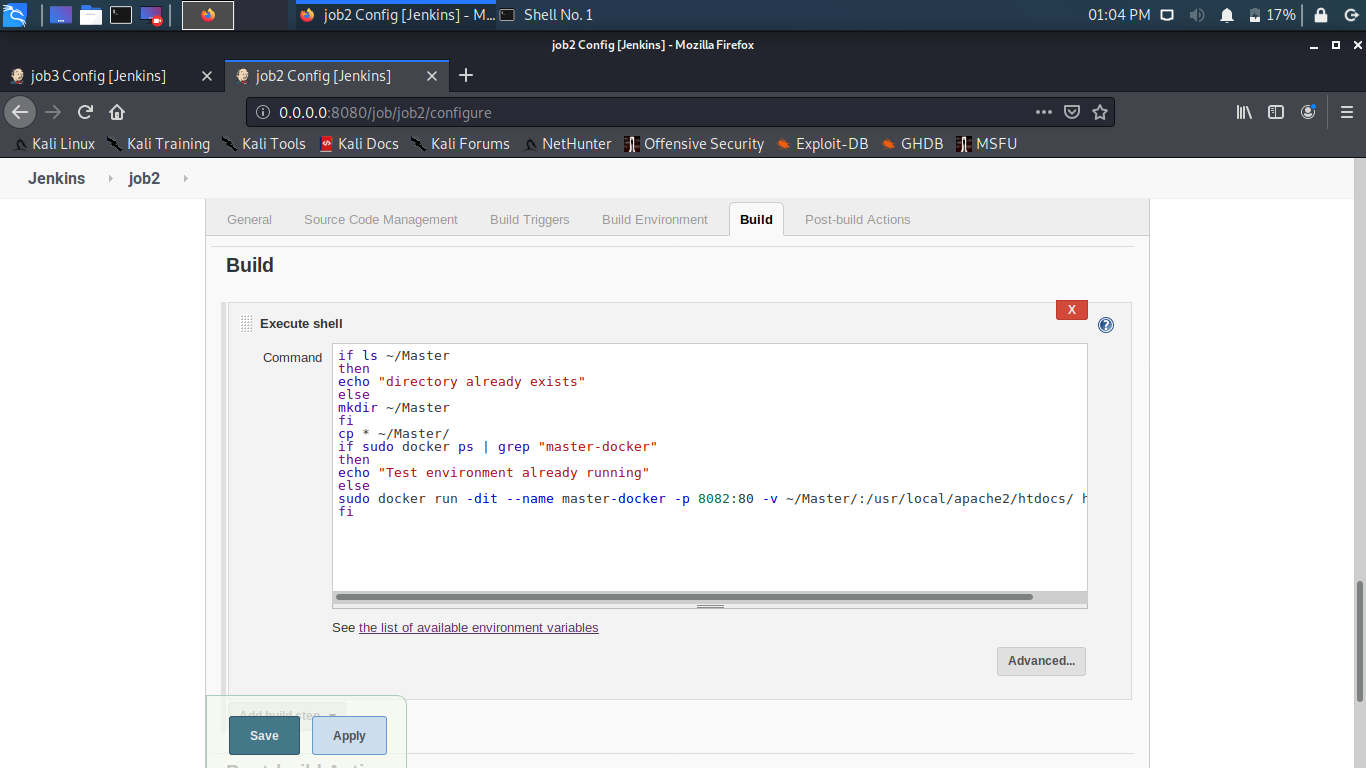 job2 Config [Jenkins] - M... Shell No. 1 01:04 PM 17%
job2 Config [Jenkins] - Mozilla Firefox
job3 Config [Jenkins] job2 Config [Jenkins]
0.0.0.0:8080/job/job2/configure
Kali Linux Kali Training Kali Tools Kali Docs Kali Forums NetHunter Offensive Security Exploit-DB GHDB MSFU
Jenkins job2
General Source Code Management Build Triggers Build Environment Build Post-build Actions
Build
X
Execute shell
Command
if ls ~/Master
then
echo "directory already exists"
else
mkdir ~/Master
fi
cp * ~/Master/
if sudo docker ps | grep "master-docker"
then
echo "Test environment already running"
else
sudo docker run -dit --name master-docker -p 8082:80 -v ~/Master/:/usr/local/apache2/htdocs/ h
fi
See the list of available environment variables
Advanced...
Add build step
Save Apply